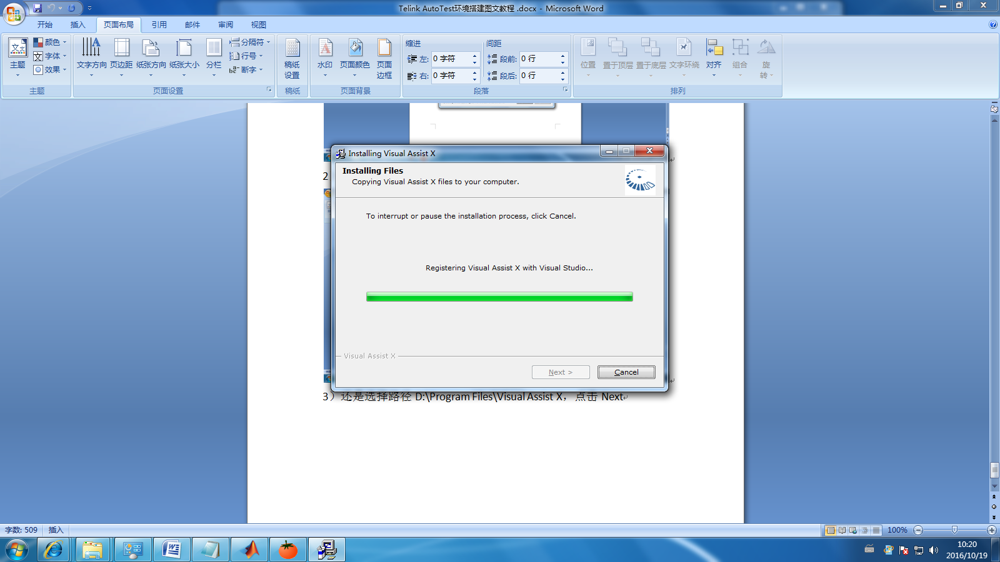 Telink AutoTest环境搭建图文教程 .docx - Microsoft Word
开始 插入 页面布局 引用 邮件 审阅 视图
主题 颜色 字体 效果
文字方向 页边距 纸张方向 纸张大小 分栏 分隔符 行号 断字
稿纸
设置
水印 页面颜色 页面
边框
缩进
左: 0 字符
右: 0 字符
间距
段前: 0 行
段后: 0 行
位置 置于顶层 置于底层 文字环绕 对齐 组合 旋
转
主题 页面设置 稿纸 页面背景 段落 排列
2
Installing Visual Assist X
Installing Files
Copying Visual Assist X files to your computer.
To interrupt or pause the installation process, click Cancel.
Registering Visual Assist X with Visual Studio...
Visual Assist X
Next >
Cancel
3）还是选择路径 D:\Program Files\Visual Assist X，点击 Next
字数: 509 插入
100%
10:20
2016/10/19